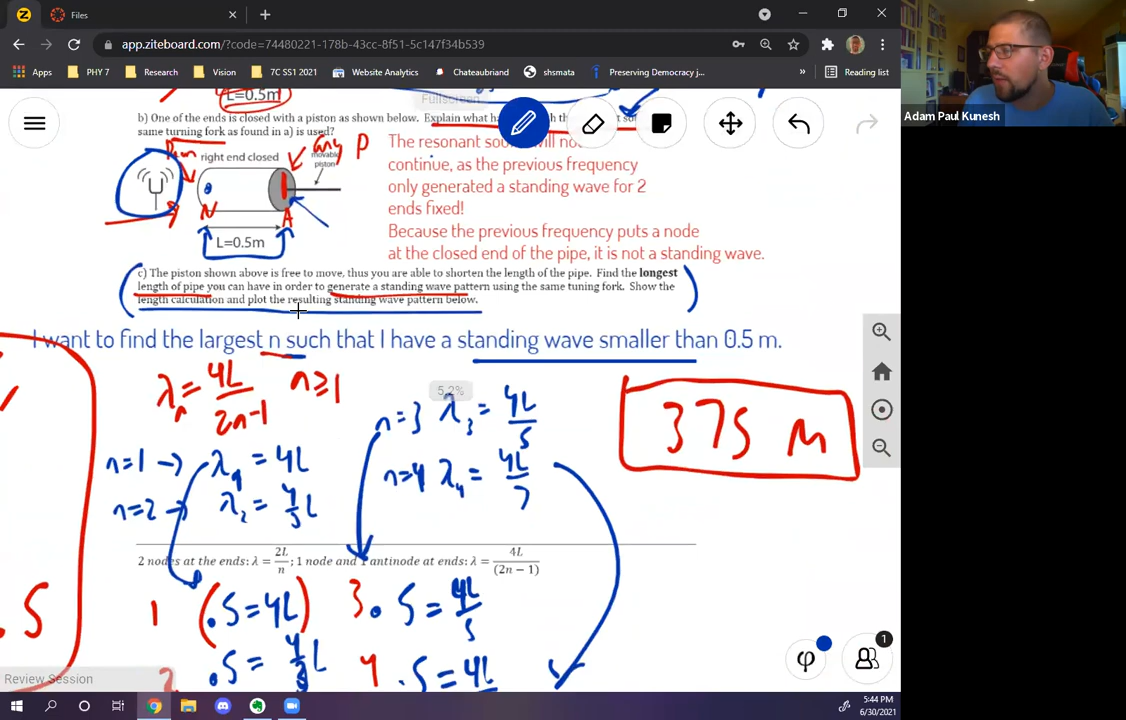 Files
app.ziteboard.com/?code=74480221-178b-43cc-8f51-5c147f34b539
Apps PHY 7 Research Vision 7C SS1 2021 Website Analytics Chateaubriand shsmata Preserving Democracy j... » Reading list
Adam Paul Kunesh
L=0.5m
Fullscreen
b) One of the ends is closed with a piston as shown below. Explain what ha
same turning fork as found in a) is used?
The resonant sou will no
continue, as the previous frequency
only generated a standing wave for 2
ends fixed!
Because the previous frequency puts a node
at the closed end of the pipe, it is not a standing wave.
right end closed
any P
movable
piston
N
A
L=0.5m
c) The piston shown above is free to move, thus you are able to shorten the length of the pipe. Find the longest
length of pipe you can have in order to generate a standing wave pattern using the same tuning fork. Show the
length calculation and plot the resulting standing wave pattern below.
I want to find the largest n such that I have a standing wave smaller than 0.5 m.
5.2%
λn = 4L/2n-1 n≥1
n=3 λ3 = 4L/5
375 m
n=1 → λ1 = 4L
n=4 λ4 = 4L/7
n=2 → λ2 = 4/3 L
2 nodes at the ends: λ = 2L/n; 1 node and 1 antinode at ends: λ = 4L/(2n − 1)
1 (.5 = 4L)
3 .5 = 4L/5
. 5
2 .5 = 4/3 L
4 .5 = 4L
1
Review Session
5:44 PM
6/30/2021